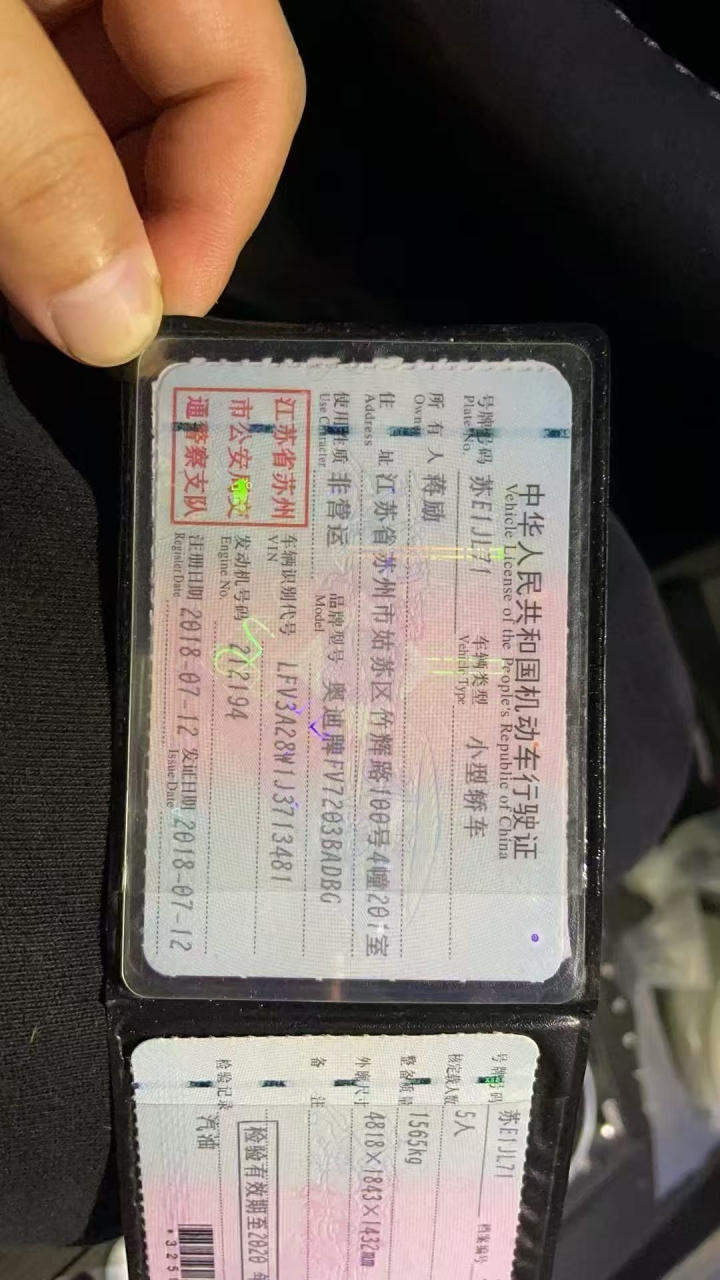 中华人民共和国机动车行驶证
Vehicle License of the People's Republic of China
号牌号码 苏E1JL71 车辆类型 小型轿车
Plate No. Vehicle Type
所有人 蒋励
Owner
住址 江苏省苏州市姑苏区竹辉路100号4幢201室
Address
使用性质 非营运 品牌型号 奥迪牌FV7203BADBG
Use Character Model
江苏省苏州
市公安局交
通警察支队
车辆识别代号 LFV3A28W1J3713481
VIN
发动机号码 212194
Engine No.
注册日期 2018-07-12 发证日期 2018-07-12
Register Date Issue Date
号牌号码 苏E1JL71 档案编号
核定载人数 5人
整备质量 1565kg
外廓尺寸 4818×1843×1432mm
备注
检验有效期至2020年
检验记录 汽油
*325